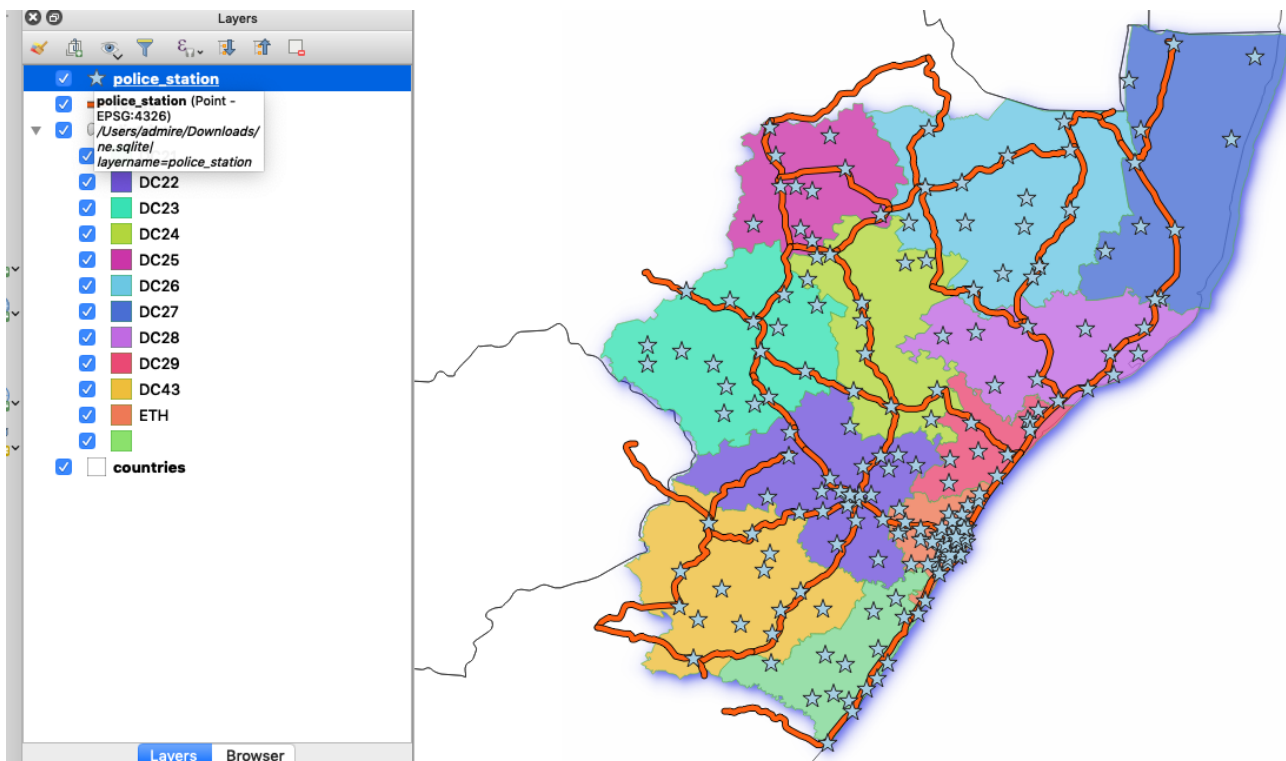 Layers
police_station
police_station (Point -
EPSG:4326)
/Users/admire/Downloads/
ne.sqlite|
layername=police_station
DC22
DC23
DC24
DC25
DC26
DC27
DC28
DC29
DC43
ETH
countries
Layers
Browser